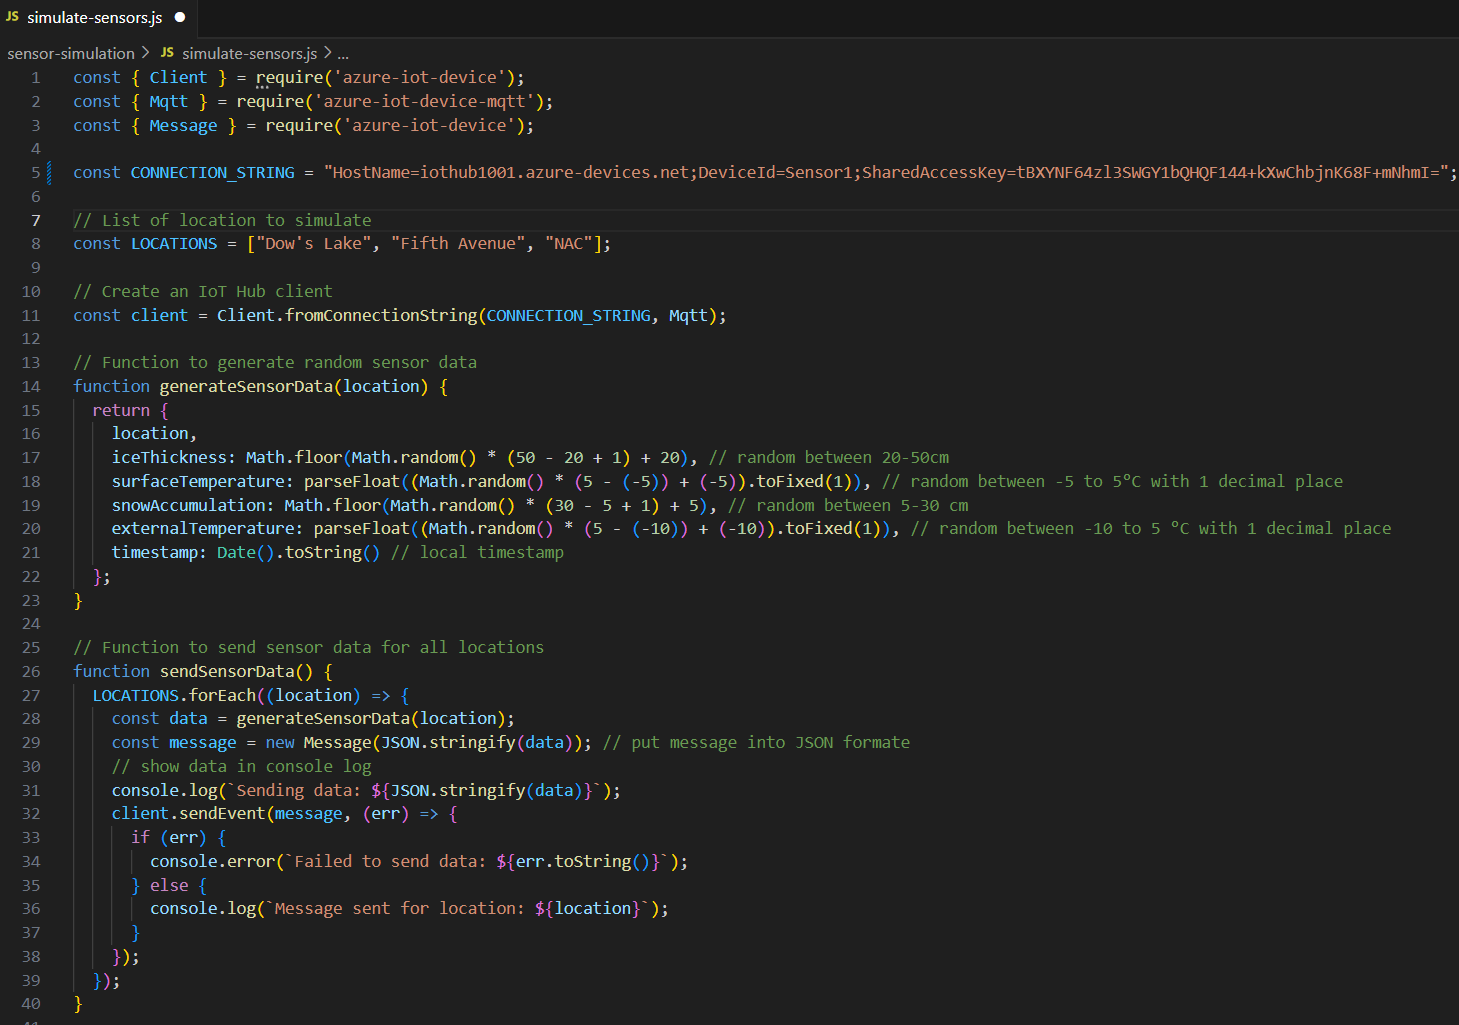 JS simulate-sensors.js ●
sensor-simulation > JS simulate-sensors.js > ...
1 const { Client } = require('azure-iot-device');
2 const { Mqtt } = require('azure-iot-device-mqtt');
3 const { Message } = require('azure-iot-device');
4
5 const CONNECTION_STRING = "HostName=iothub1001.azure-devices.net;DeviceId=Sensor1;SharedAccessKey=tBXYNF64zl3SWGY1bQHQF144+kXwChbjnK68F+mNhmI=";
6
7 // List of location to simulate
8 const LOCATIONS = ["Dow's Lake", "Fifth Avenue", "NAC"];
9
10 // Create an IoT Hub client
11 const client = Client.fromConnectionString(CONNECTION_STRING, Mqtt);
12
13 // Function to generate random sensor data
14 function generateSensorData(location) {
15 return {
16 location,
17 iceThickness: Math.floor(Math.random() * (50 - 20 + 1) + 20), // random between 20-50cm
18 surfaceTemperature: parseFloat((Math.random() * (5 - (-5)) + (-5)).toFixed(1)), // random between -5 to 5°C with 1 decimal place
19 snowAccumulation: Math.floor(Math.random() * (30 - 5 + 1) + 5), // random between 5-30 cm
20 externalTemperature: parseFloat((Math.random() * (5 - (-10)) + (-10)).toFixed(1)), // random between -10 to 5 °C with 1 decimal place
21 timestamp: Date().toString() // local timestamp
22 };
23 }
24
25 // Function to send sensor data for all locations
26 function sendSensorData() {
27 LOCATIONS.forEach((location) => {
28 const data = generateSensorData(location);
29 const message = new Message(JSON.stringify(data)); // put message into JSON formate
30 // show data in console log
31 console.log(`Sending data: ${JSON.stringify(data)}`);
32 client.sendEvent(message, (err) => {
33 if (err) {
34 console.error(`Failed to send data: ${err.toString()}`);
35 } else {
36 console.log(`Message sent for location: ${location}`);
37 }
38 });
39 });
40 }
41